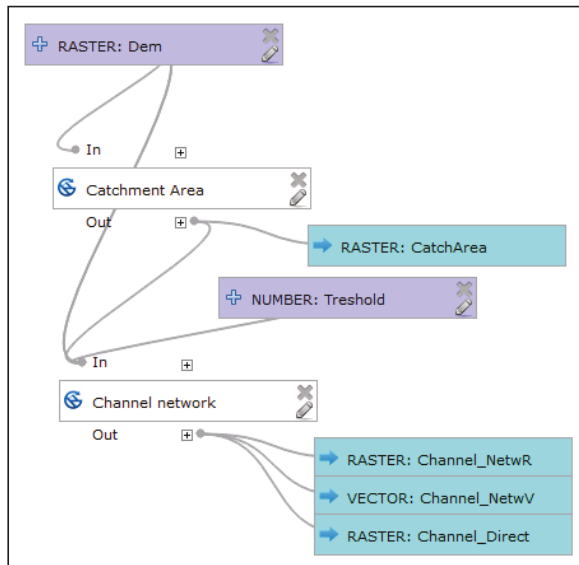 RASTER: Dem
In
Catchment Area
Out
RASTER: CatchArea
NUMBER: Treshold
In
Channel network
Out
RASTER: Channel_NetwR
VECTOR: Channel_NetwV
RASTER: Channel_Direct